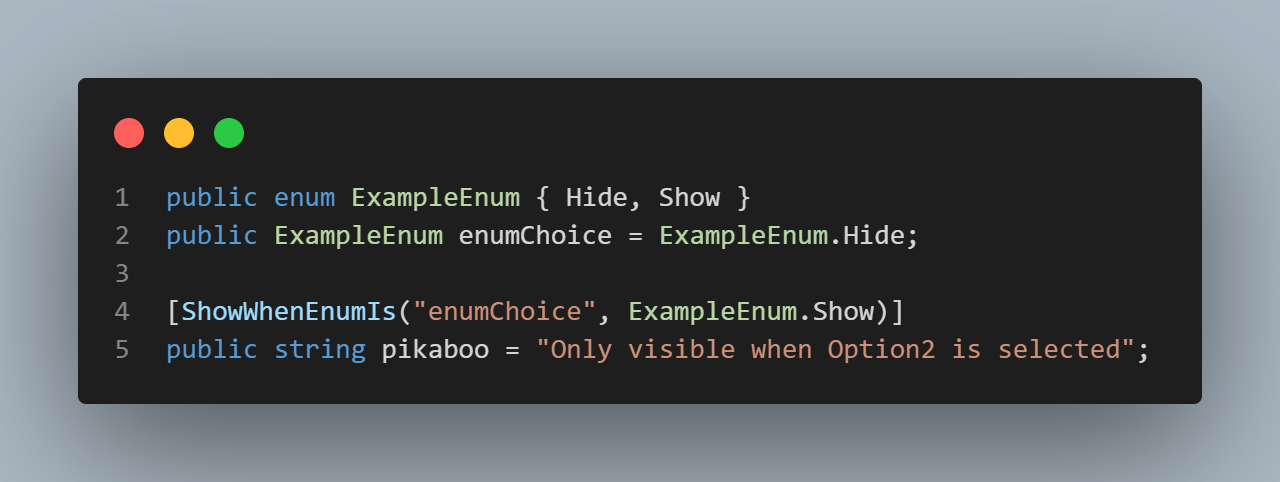 1 public enum ExampleEnum { Hide, Show }
2 public ExampleEnum enumChoice = ExampleEnum.Hide;
3
4 [ShowWhenEnumIs("enumChoice", ExampleEnum.Show)]
5 public string pikaboo = "Only visible when Option2 is selected";